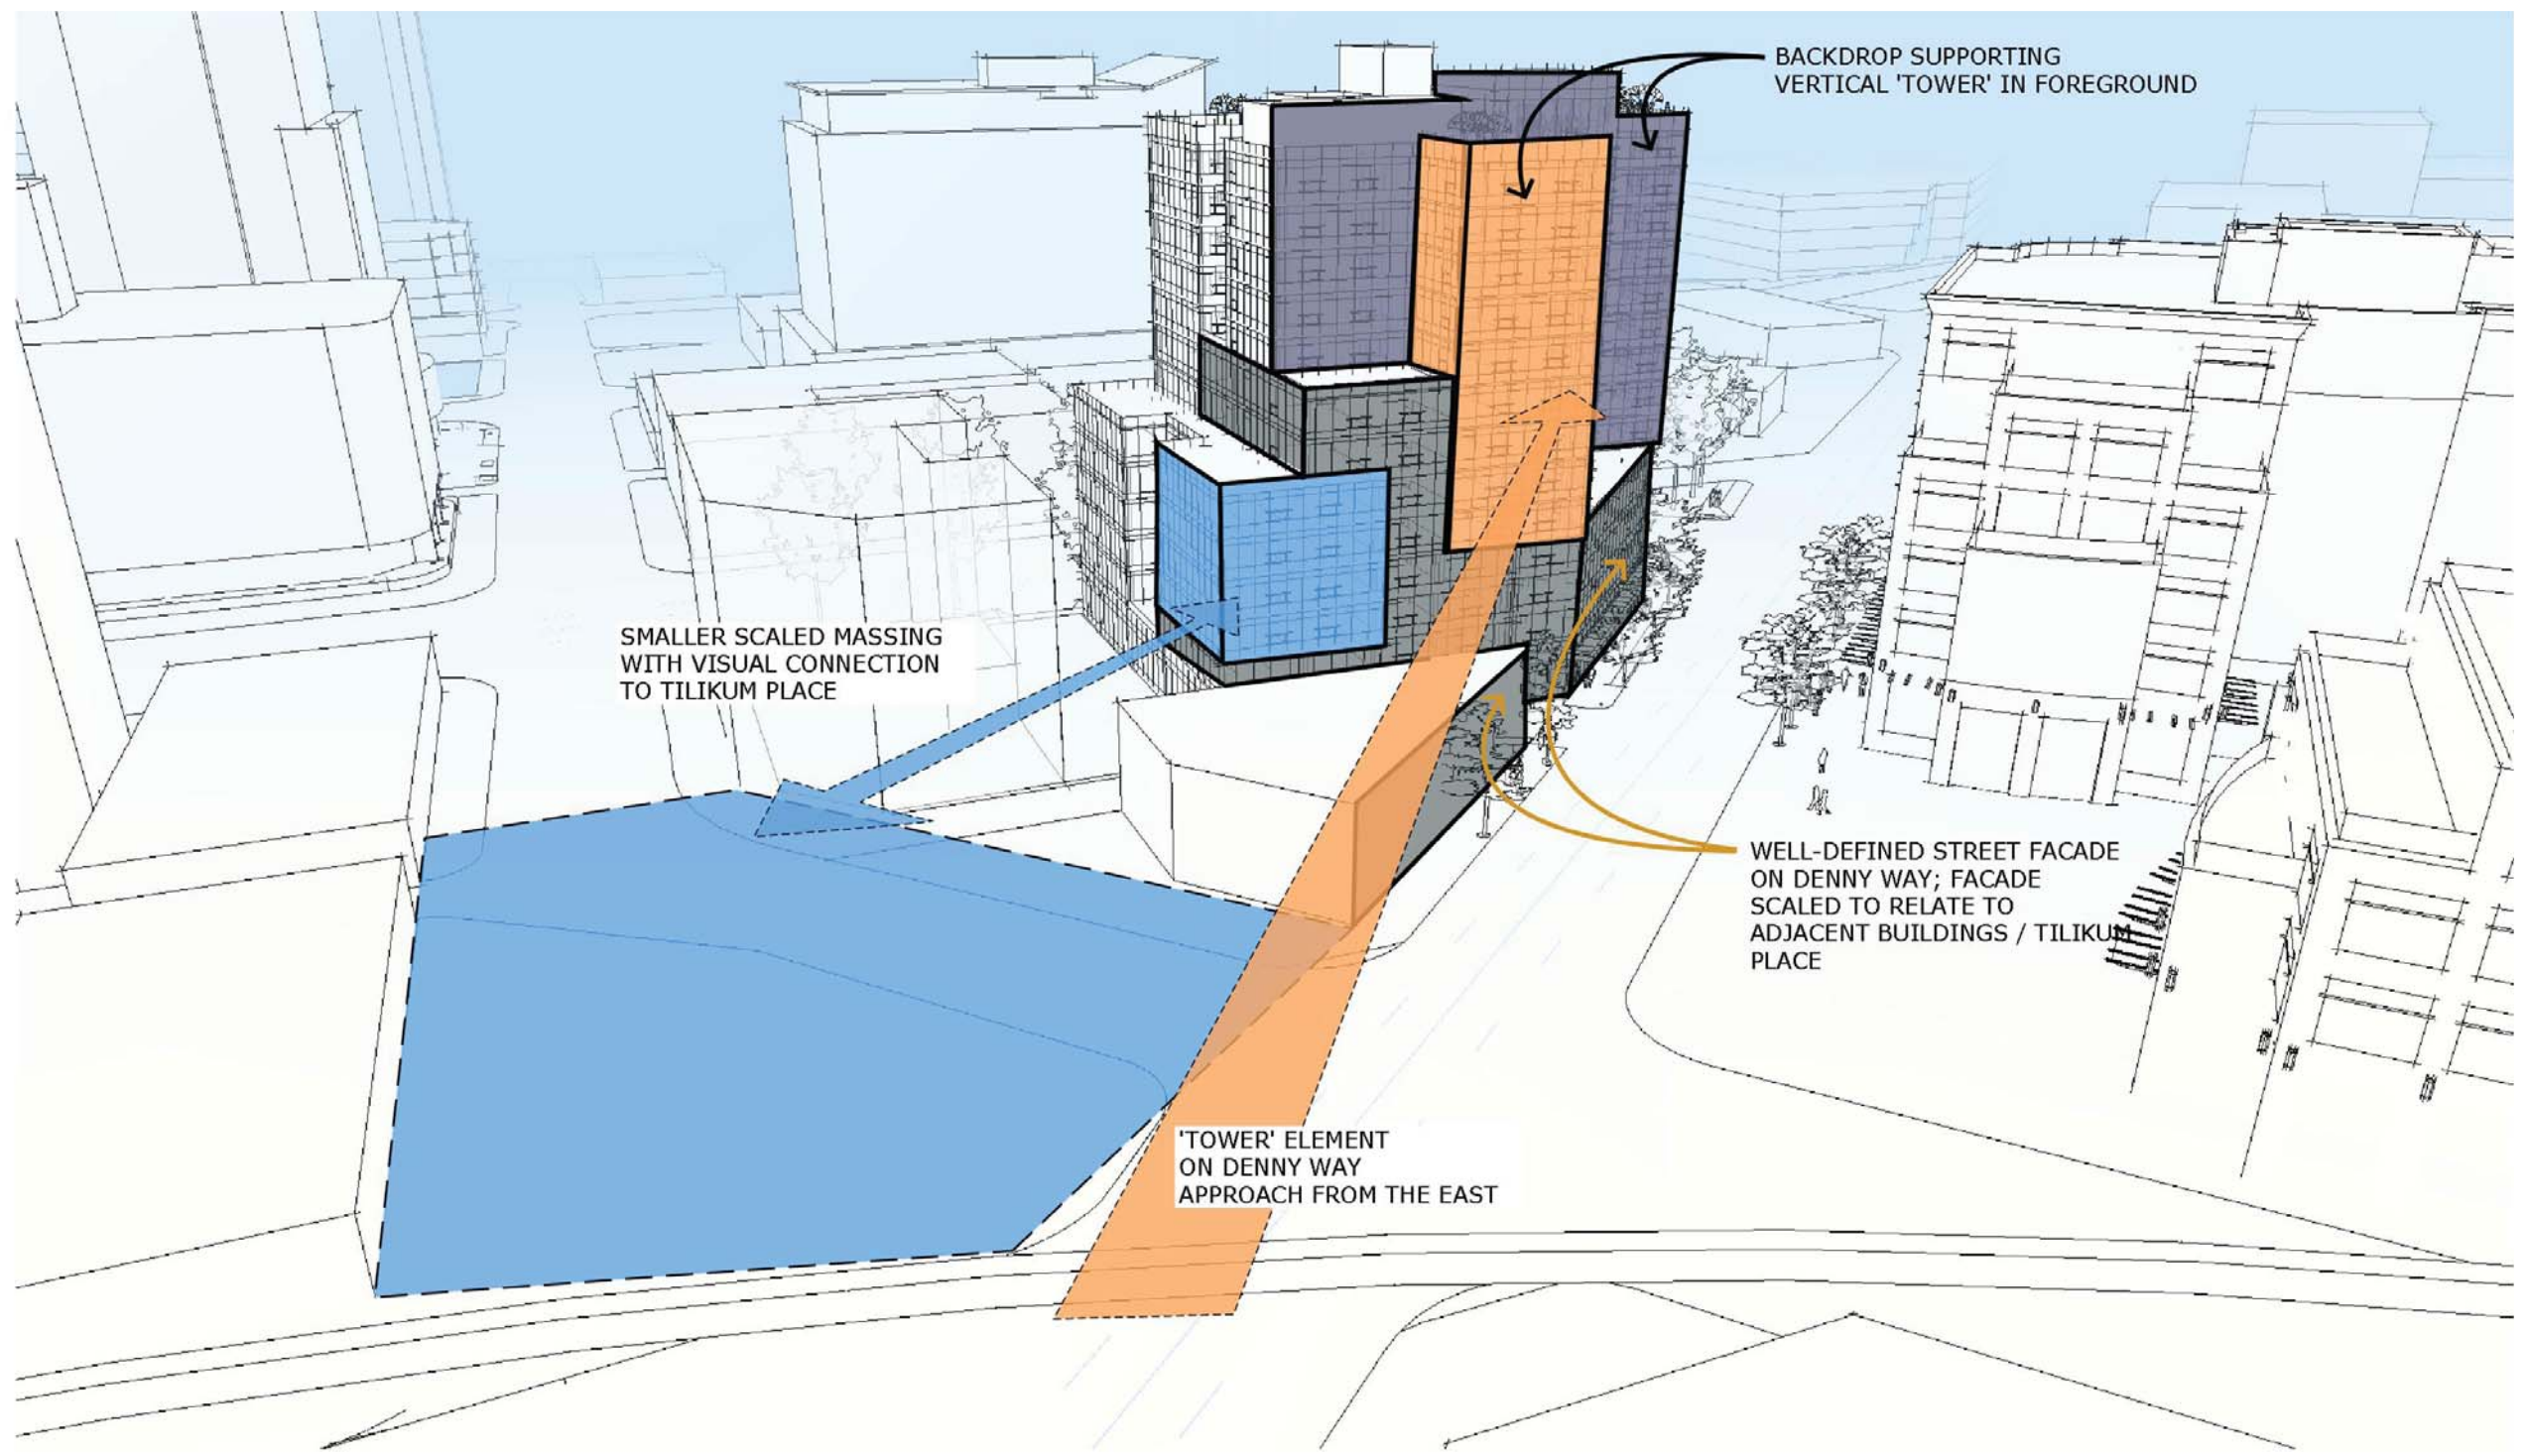 BACKDROP SUPPORTING
VERTICAL 'TOWER' IN FOREGROUND
SMALLER SCALED MASSING
WITH VISUAL CONNECTION
TO TILIKUM PLACE
WELL-DEFINED STREET FACADE
ON DENNY WAY; FACADE
SCALED TO RELATE TO
ADJACENT BUILDINGS / TILIKUM
PLACE
'TOWER' ELEMENT
ON DENNY WAY
APPROACH FROM THE EAST